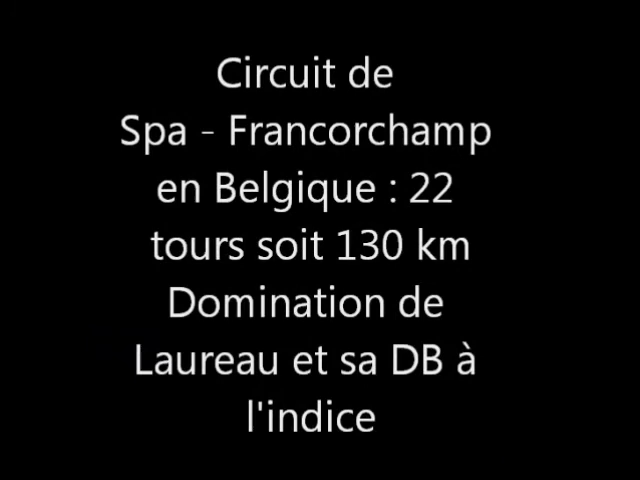 Circuit de
Spa - Francorchamp
en Belgique : 22
tours soit 130 km
Domination de
Laureau et sa DB à
l'indice